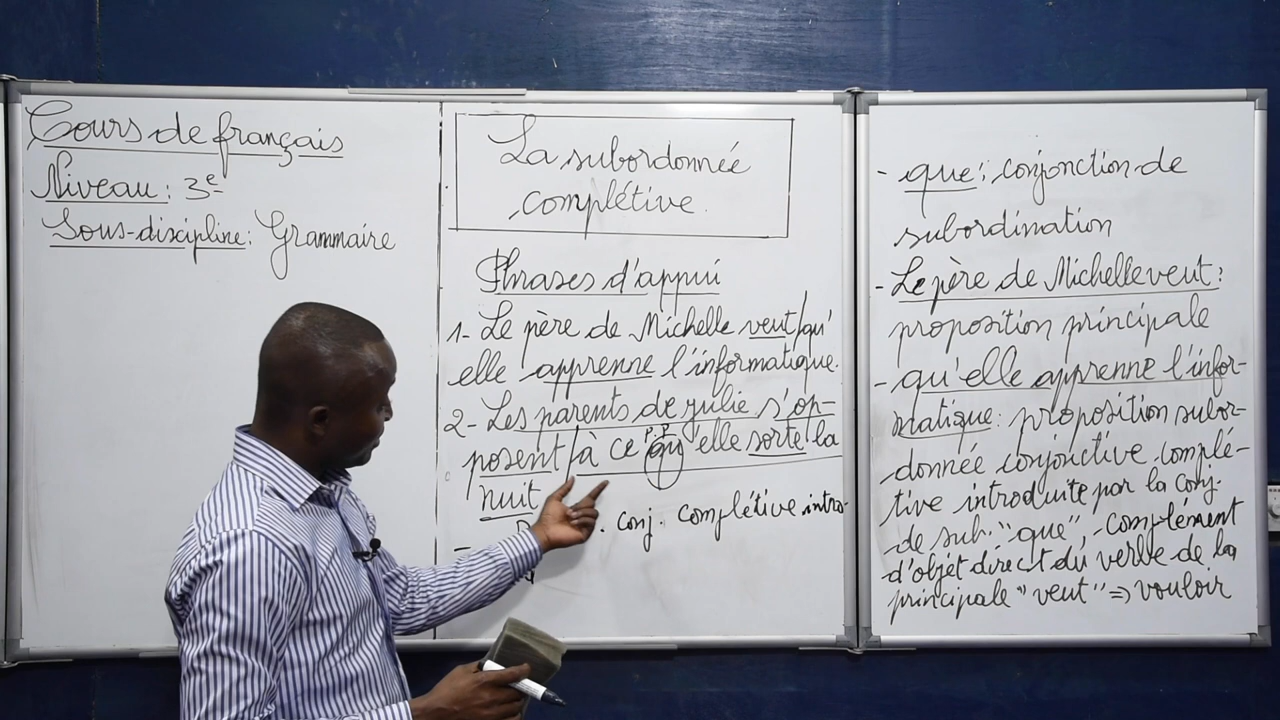 Cours de français
Niveau: 3e
Sous-discipline: Grammaire
La subordonnée
complétive.
Phrases d'appui
1- Le père de Michelle veut/qu'
elle apprenne l'informatique.
2- Les parents de julie s'op-
posent/à ce qu' elle sorte la
P.P
nuit
. conj. complétive intro-
- que: conjonction de
subordination
- Le père de Michelle veut:
proposition principale
- qu'elle apprenne l'infor-
matique: proposition subor-
donnée conjonctive complé-
tive introduite par la conj.
de sub. "que", complément
d'objet direct du verbe de la
principale "veut" => vouloir